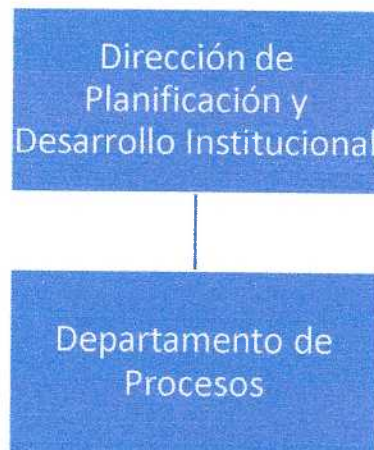 Dirección de
Planificación y
Desarrollo Institucional
Departamento de
Procesos